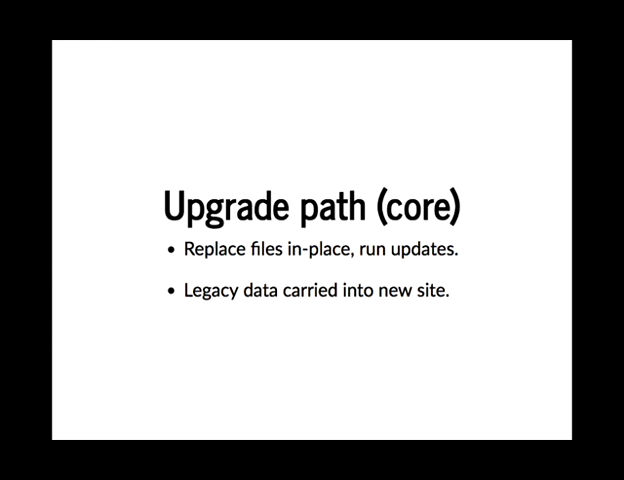 Upgrade path (core)
• Replace files in-place, run updates.
• Legacy data carried into new site.